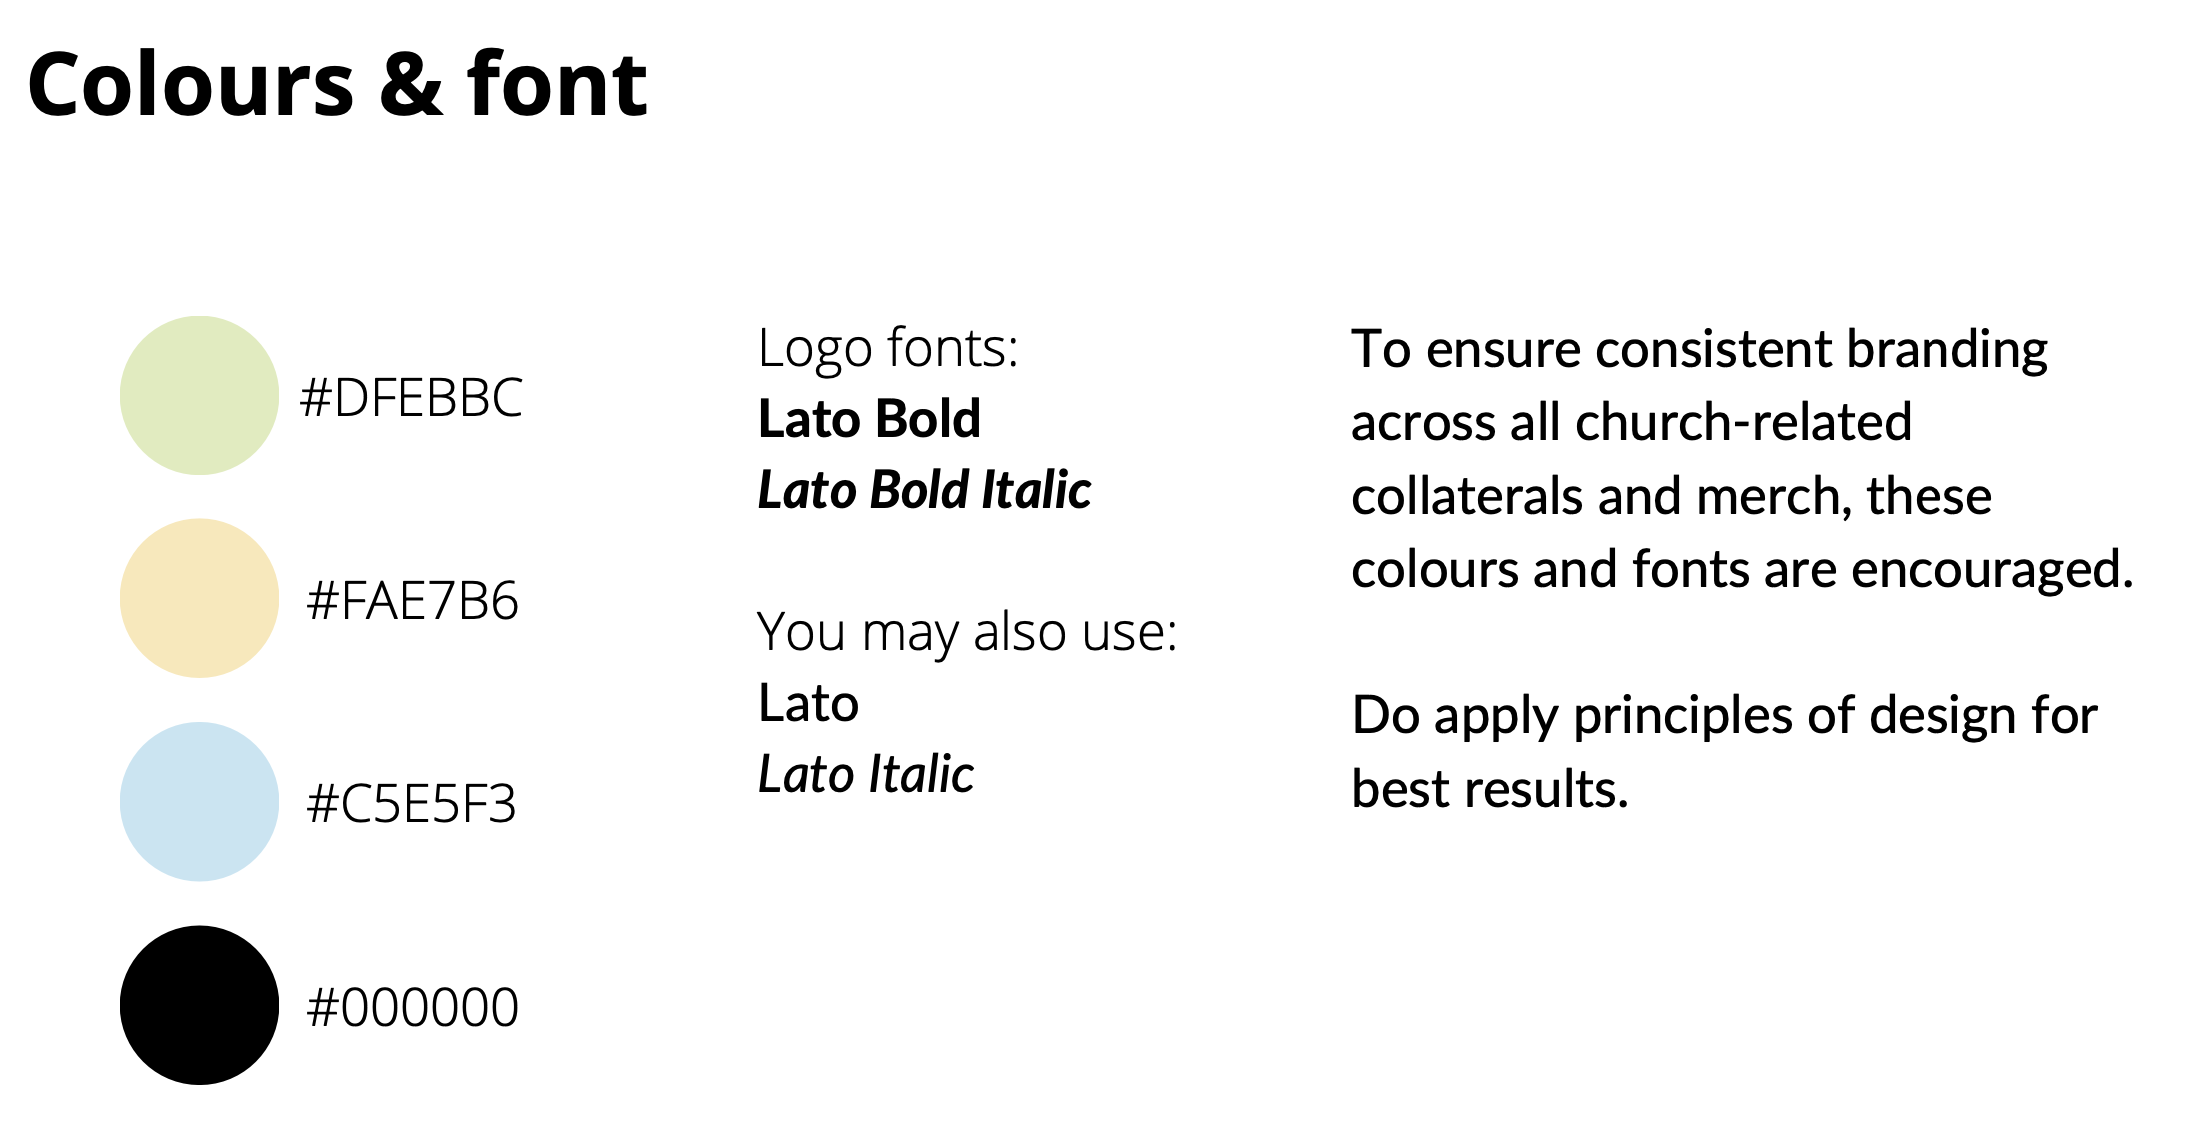 Colours & font
#DFEBBC
#FAE7B6
#C5E5F3
#000000
Logo fonts:
Lato Bold
Lato Bold Italic
You may also use:
Lato
Lato Italic
To ensure consistent branding
across all church-related
collaterals and merch, these
colours and fonts are encouraged.
Do apply principles of design for
best results.